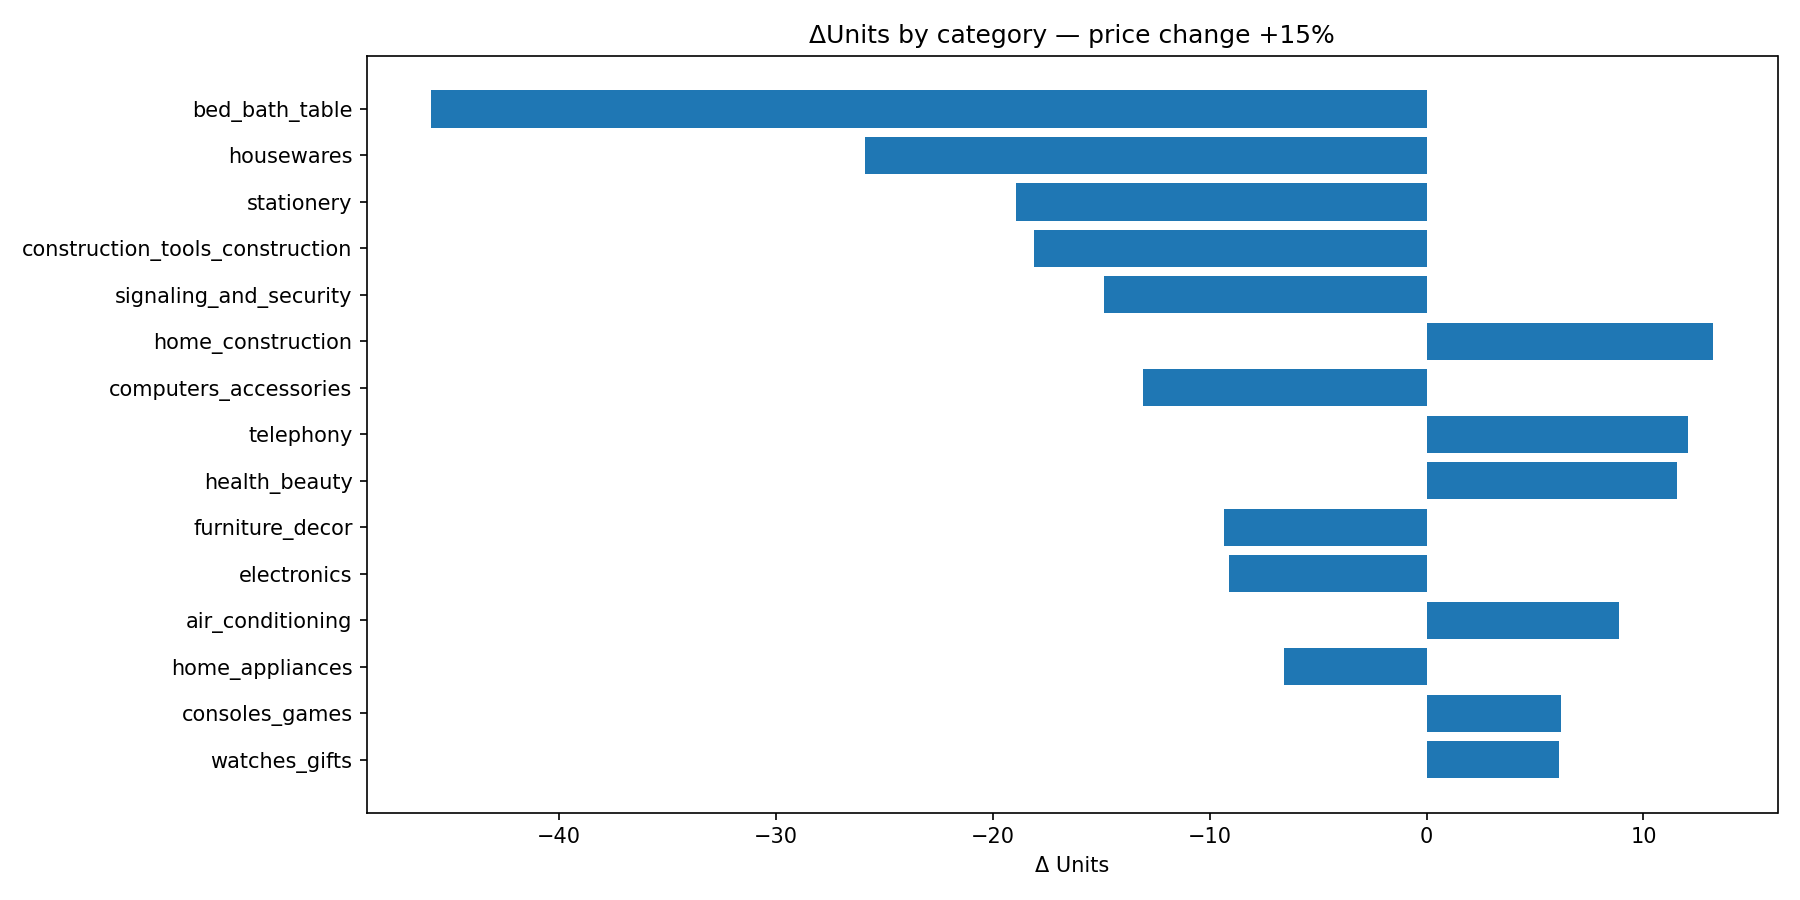 ΔUnits by category — price change +15%
bed_bath_table
housewares
stationery
construction_tools_construction
signaling_and_security
home_construction
computers_accessories
telephony
health_beauty
furniture_decor
electronics
air_conditioning
home_appliances
consoles_games
watches_gifts
−40 −30 −20 −10 0 10
Δ Units